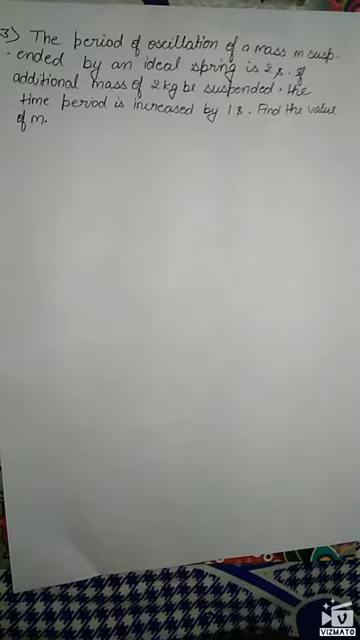 3) The period of oscillation of a mass m susp-
-ended by an ideal spring is 2 s. If
additional mass of 2 kg be suspended, the
time period is increased by 1 s. Find the value
of m.
V
VIZMATO